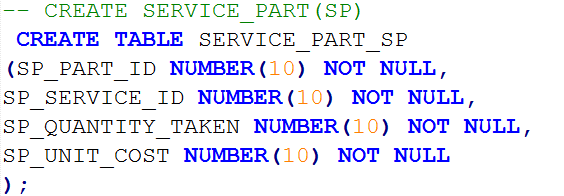 -- CREATE SERVICE_PART(SP)
CREATE TABLE SERVICE_PART_SP
(SP_PART_ID NUMBER(10) NOT NULL,
SP_SERVICE_ID NUMBER(10) NOT NULL,
SP_QUANTITY_TAKEN NUMBER(10) NOT NULL,
SP_UNIT_COST NUMBER(10) NOT NULL
);